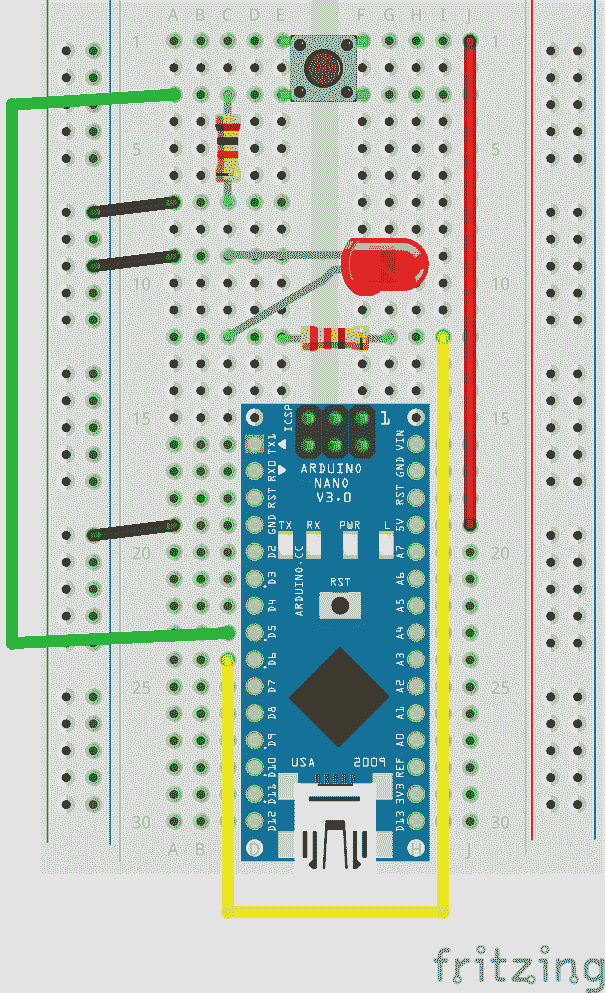 A B C D E F G H I J
1 1
5 5
10 10
15 15
20 20
25 25
30 30
ICSP
1
ARDUINO
NANO
V3.0
TX RX PWR L
ARDUINO.CC
RST
USA 2009
TX1
RX0
RST
GND
D2
D3
D4
D5
D6
D7
D8
D9
D10
D11
D12
VIN
GND
RST
5V
A7
A6
A5
A4
A3
A2
A1
A0
REF
3V3
D13
A B D H J
fritzing